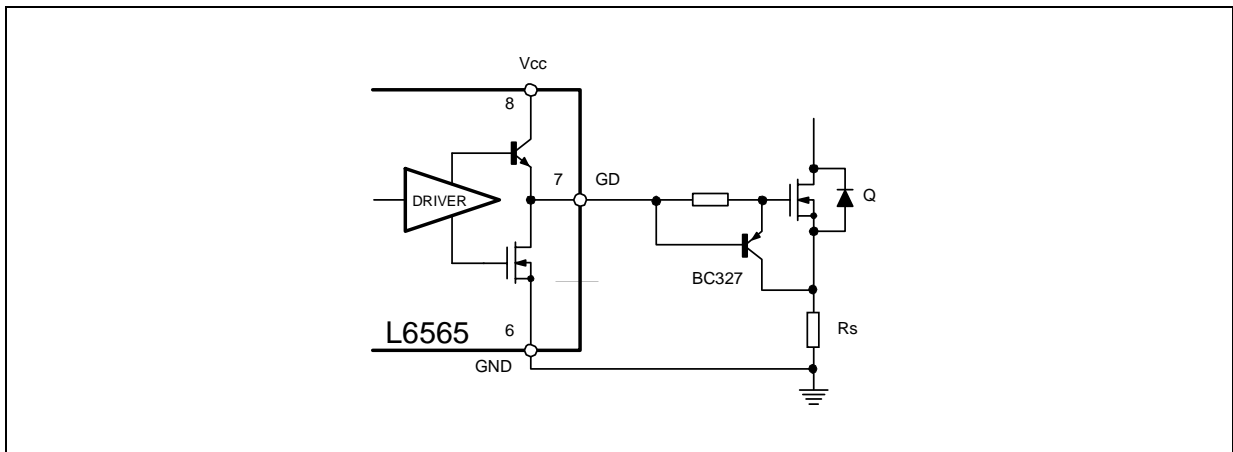 Vcc
8
7
GD
DRIVER
Q
BC327
L6565
6
Rs
GND